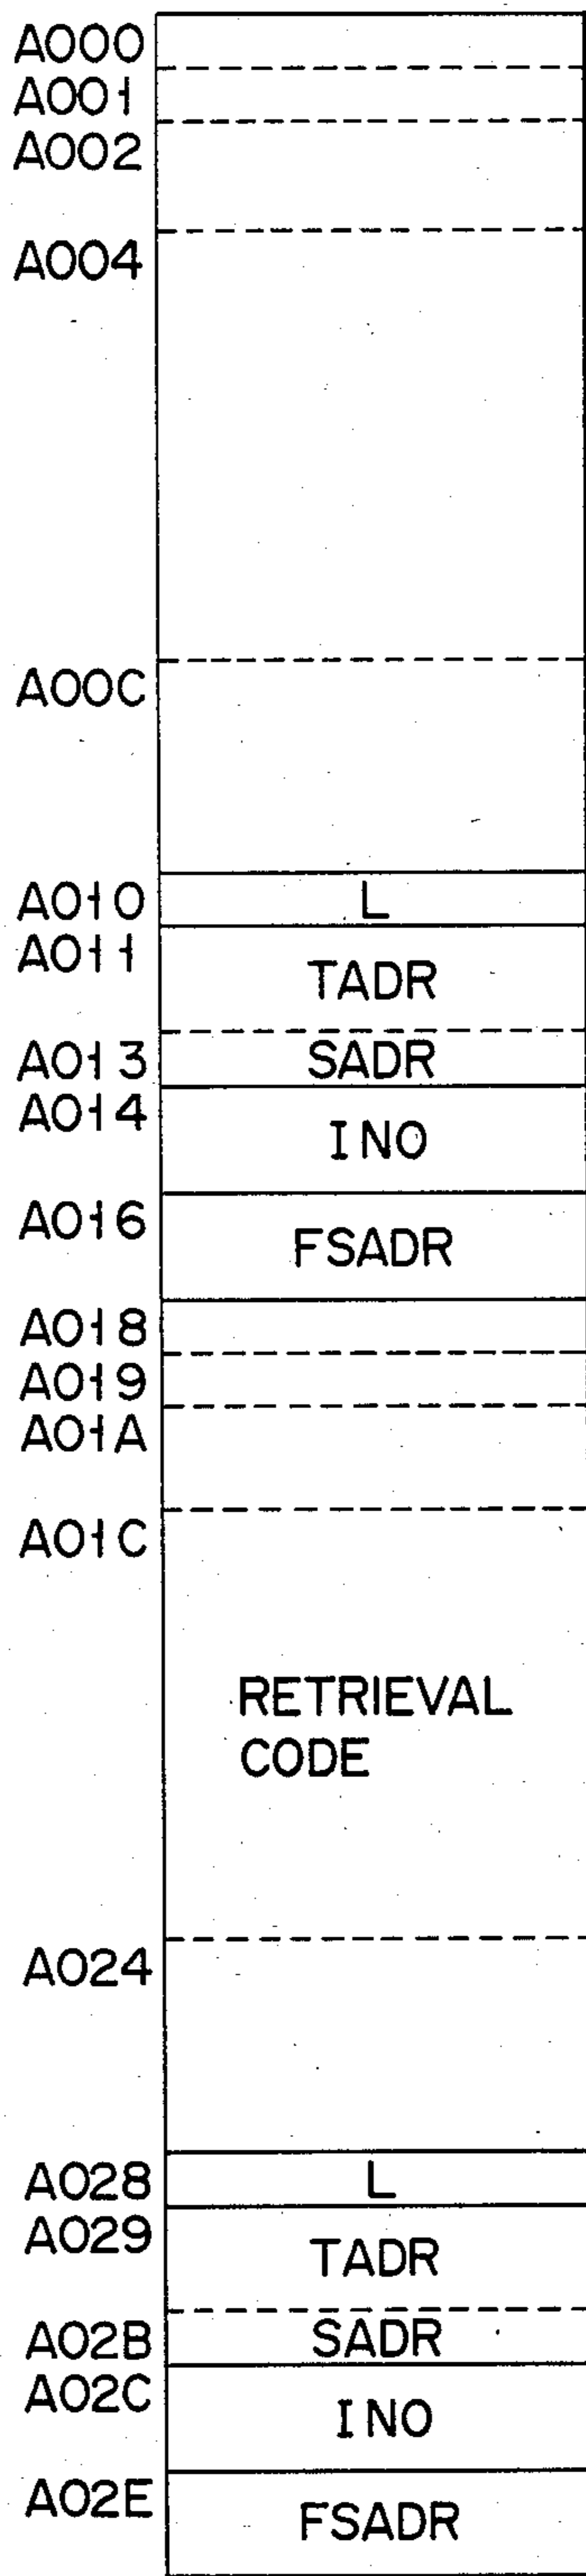 A000
A001
A002
A004
A00C
A010 L
A011 TADR
A013 SADR
A014 INO
A016 FSADR
A018
A019
A01A
A01C
RETRIEVAL
CODE
A024
A028 L
A029 TADR
A02B SADR
A02C INO
A02E FSADR